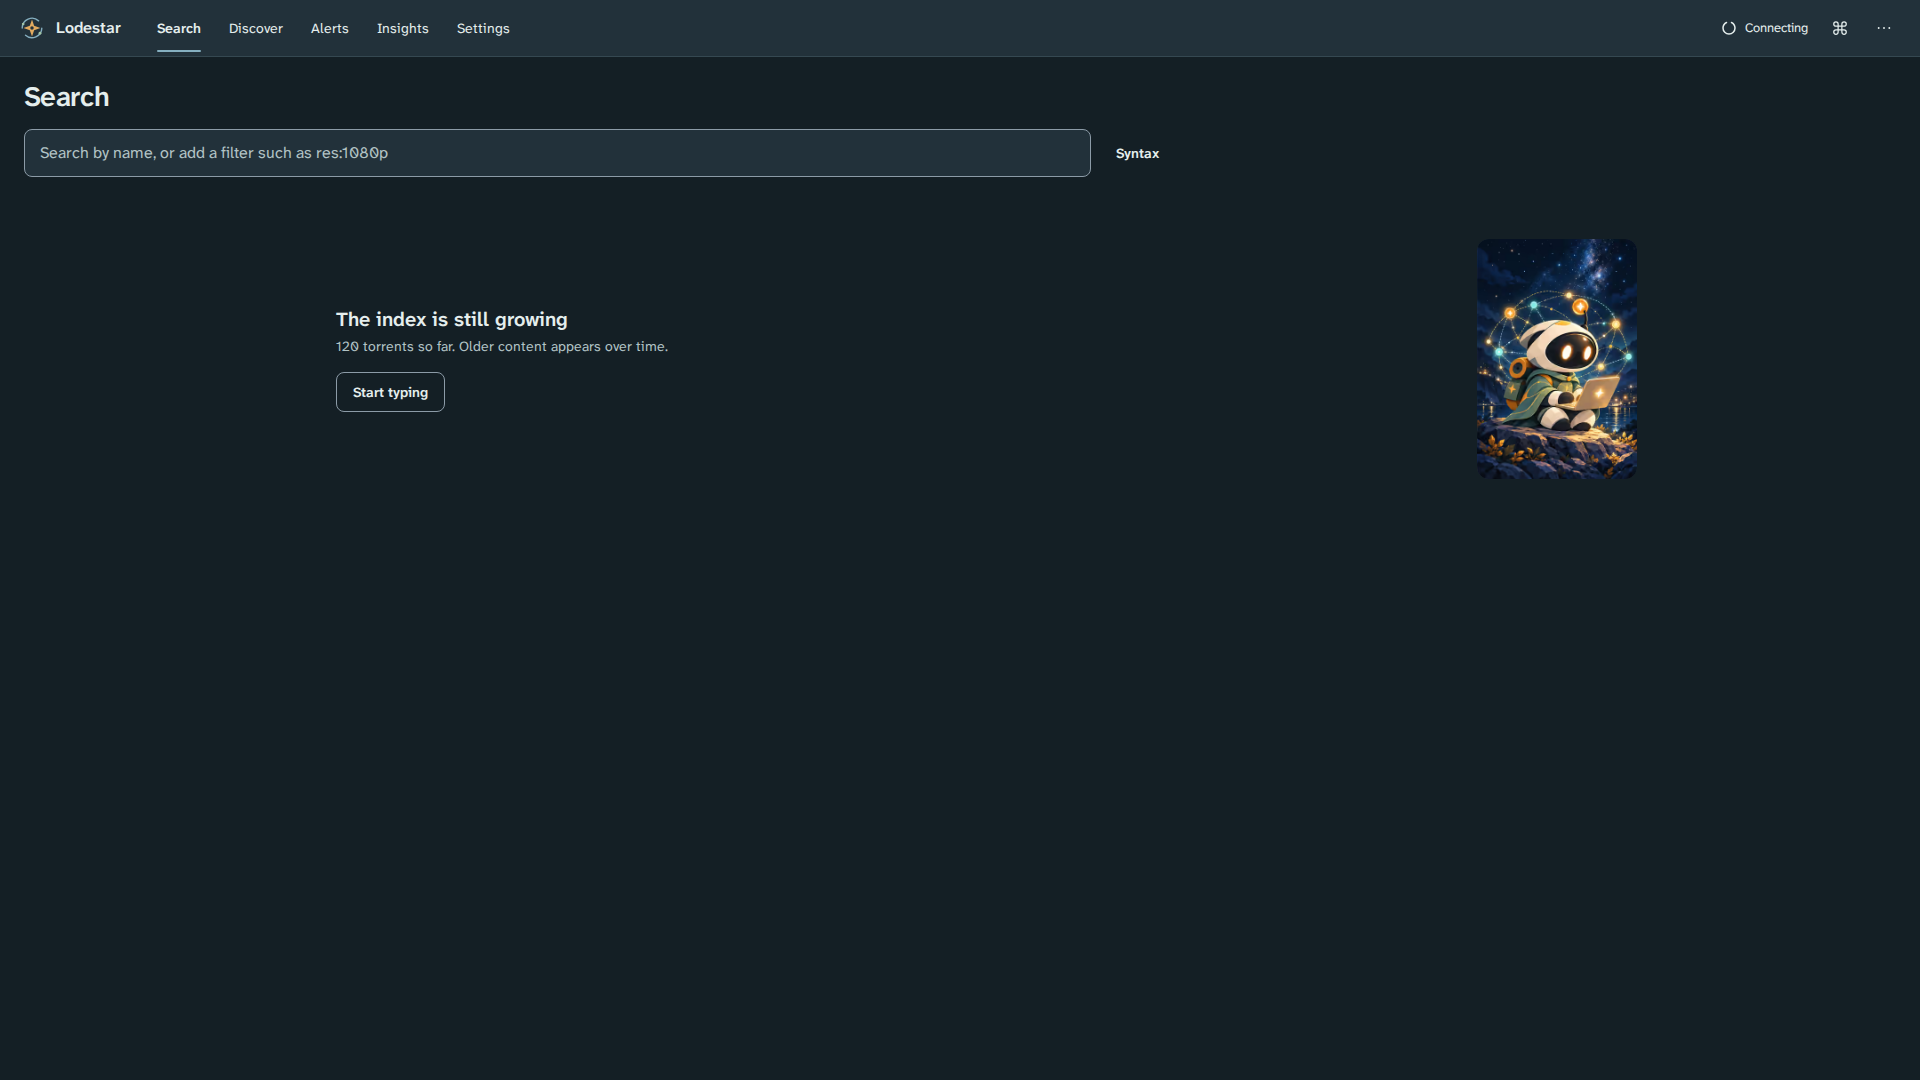 Lodestar
Search
Discover
Alerts
Insights
Settings
Connecting
Search
Search by name, or add a filter such as res:1080p
Syntax
The index is still growing
120 torrents so far. Older content appears over time.
Start typing